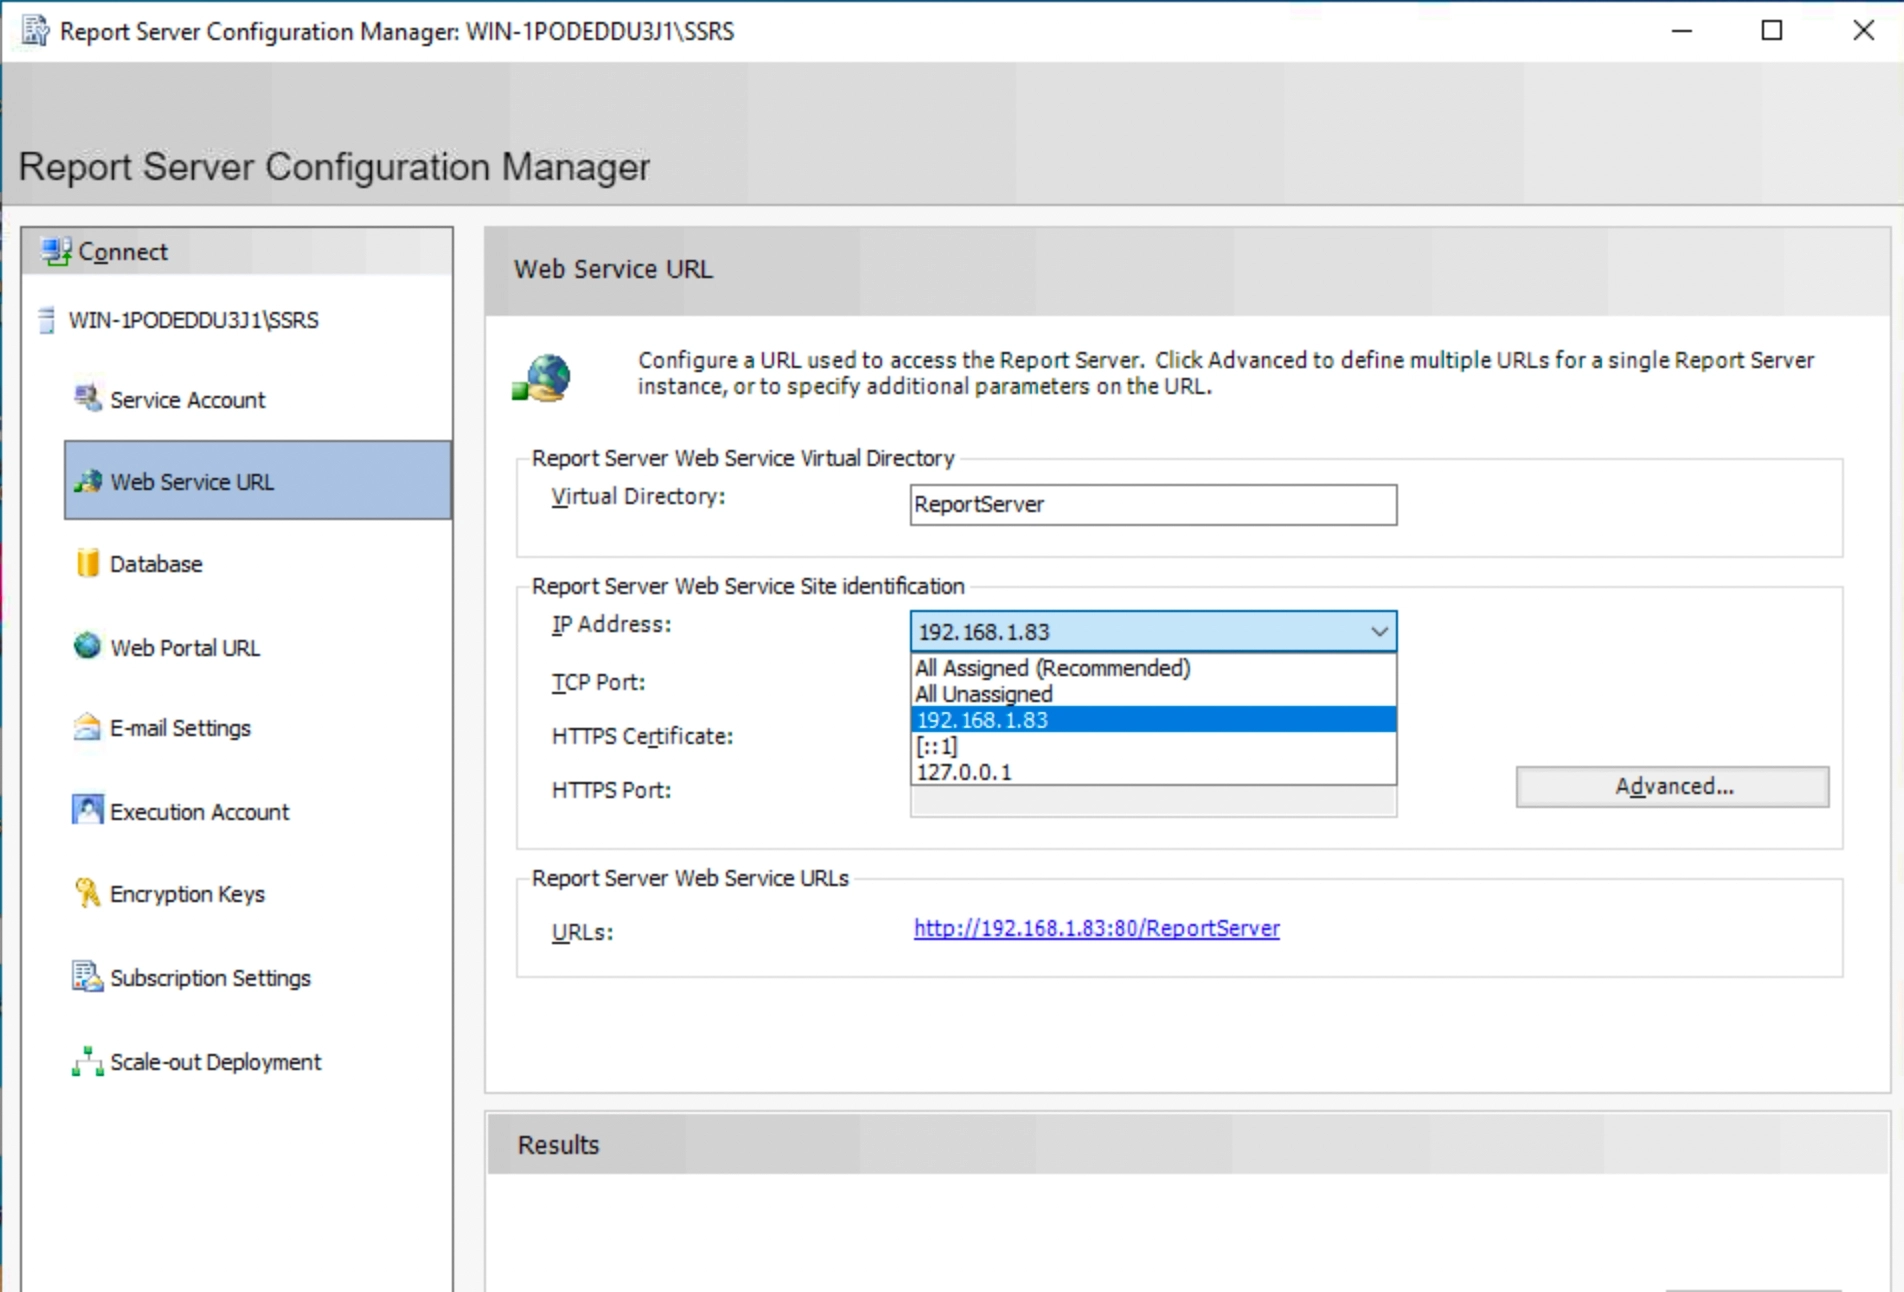 Report Server Configuration Manager: WIN-1PODEDDU3J1\SSRS
Report Server Configuration Manager
Connect
WIN-1PODEDDU3J1\SSRS
Service Account
Web Service URL
Database
Web Portal URL
E-mail Settings
Execution Account
Encryption Keys
Subscription Settings
Scale-out Deployment
Web Service URL
Configure a URL used to access the Report Server. Click Advanced to define multiple URLs for a single Report Server
instance, or to specify additional parameters on the URL.
Report Server Web Service Virtual Directory
Virtual Directory:
ReportServer
Report Server Web Service Site identification
IP Address:
192.168.1.83
All Assigned (Recommended)
All Unassigned
192.168.1.83
[::1]
127.0.0.1
TCP Port:
HTTPS Certificate:
HTTPS Port:
Advanced...
Report Server Web Service URLs
URLs:
http://192.168.1.83:80/ReportServer
Results